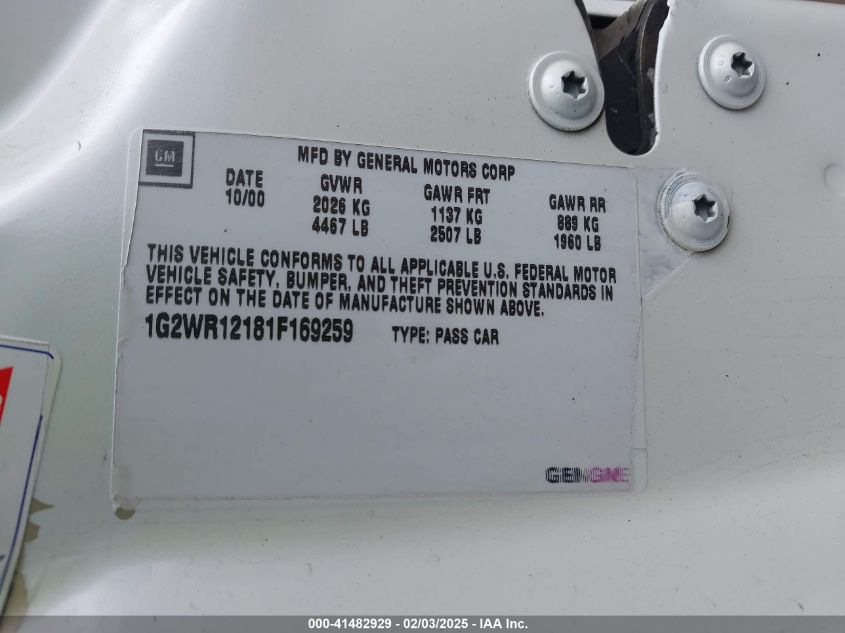 GM
MFD BY GENERAL MOTORS CORP
DATE GVWR GAWR FRT GAWR RR
10/00 2026 KG 1137 KG 889 KG
4467 LB 2507 LB 1960 LB
THIS VEHICLE CONFORMS TO ALL APPLICABLE U.S. FEDERAL MOTOR
VEHICLE SAFETY, BUMPER, AND THEFT PREVENTION STANDARDS IN
EFFECT ON THE DATE OF MANUFACTURE SHOWN ABOVE.
1G2WR12181F169259 TYPE: PASS CAR
000-41482929 - 02/03/2025 - IAA Inc.